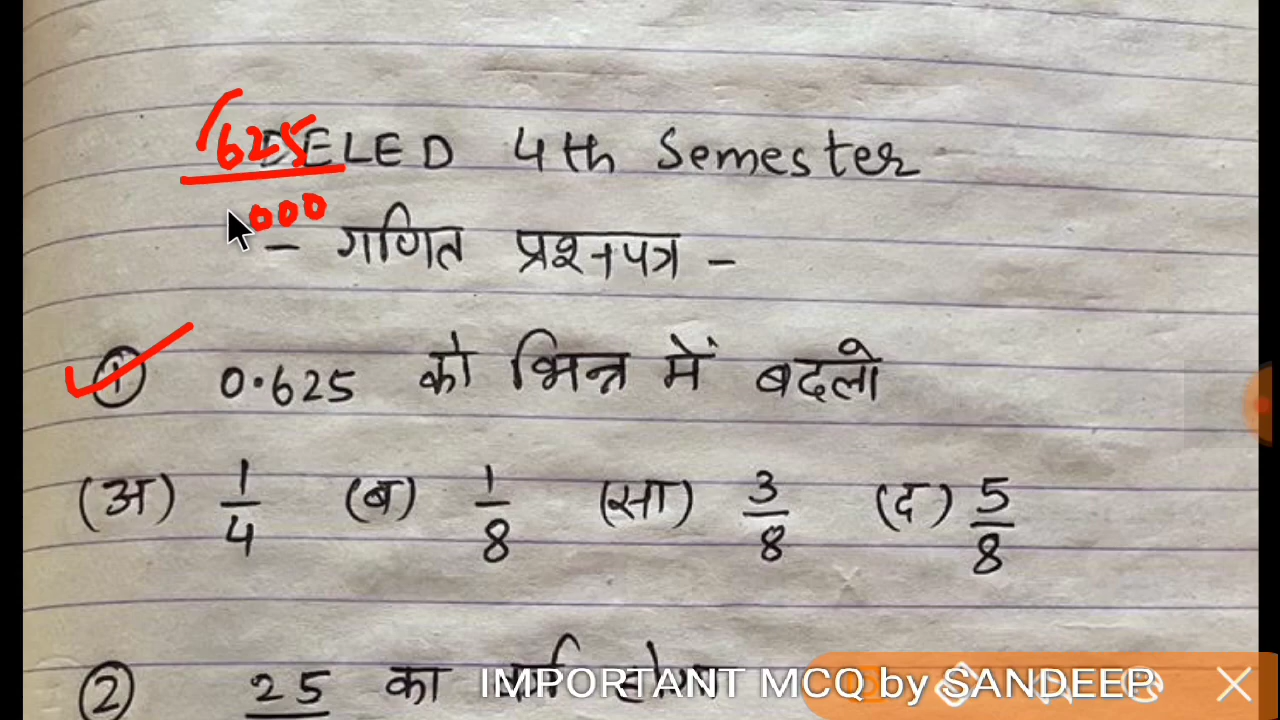 625
000
DELED 4th Semester
- गणित प्रश्नपत्र -
① 0.625 को भिन्न में बदलो
(अ) 1/4 (ब) 1/8 (सा) 3/8 (द) 5/8
② 25 का
IMPORTANT MCQ by SANDEEP